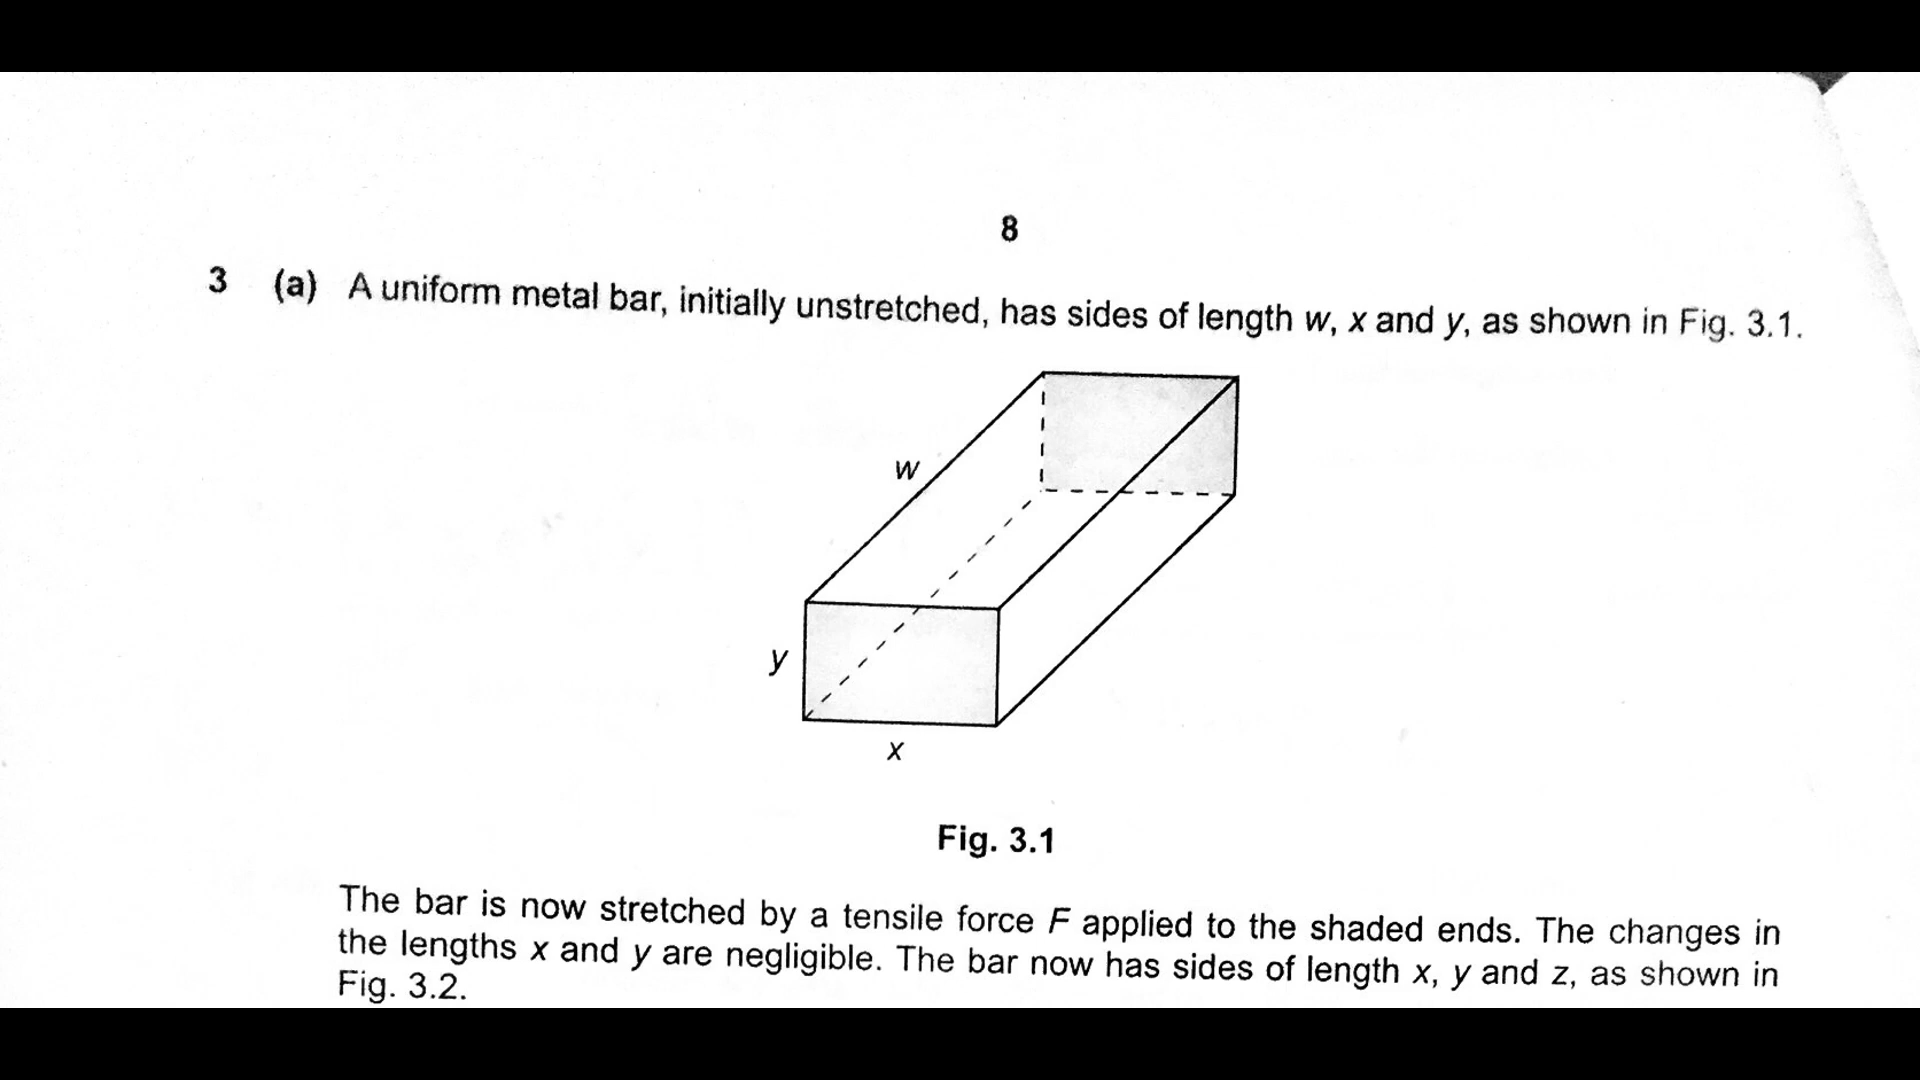 8
3 (a) A uniform metal bar, initially unstretched, has sides of length w, x and y, as shown in Fig. 3.1.
w
y
x
Fig. 3.1
The bar is now stretched by a tensile force F applied to the shaded ends. The changes in
the lengths x and y are negligible. The bar now has sides of length x, y and z, as shown in
Fig. 3.2.